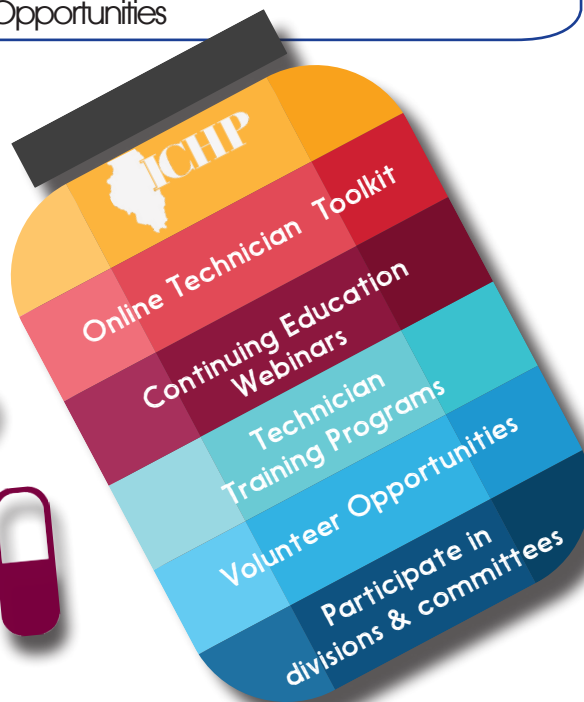 Opportunities
ICHP
Online Technician Toolkit
Continuing Education
Webinars
Technician
Training Programs
Volunteer Opportunities
Participate in
divisions & committees